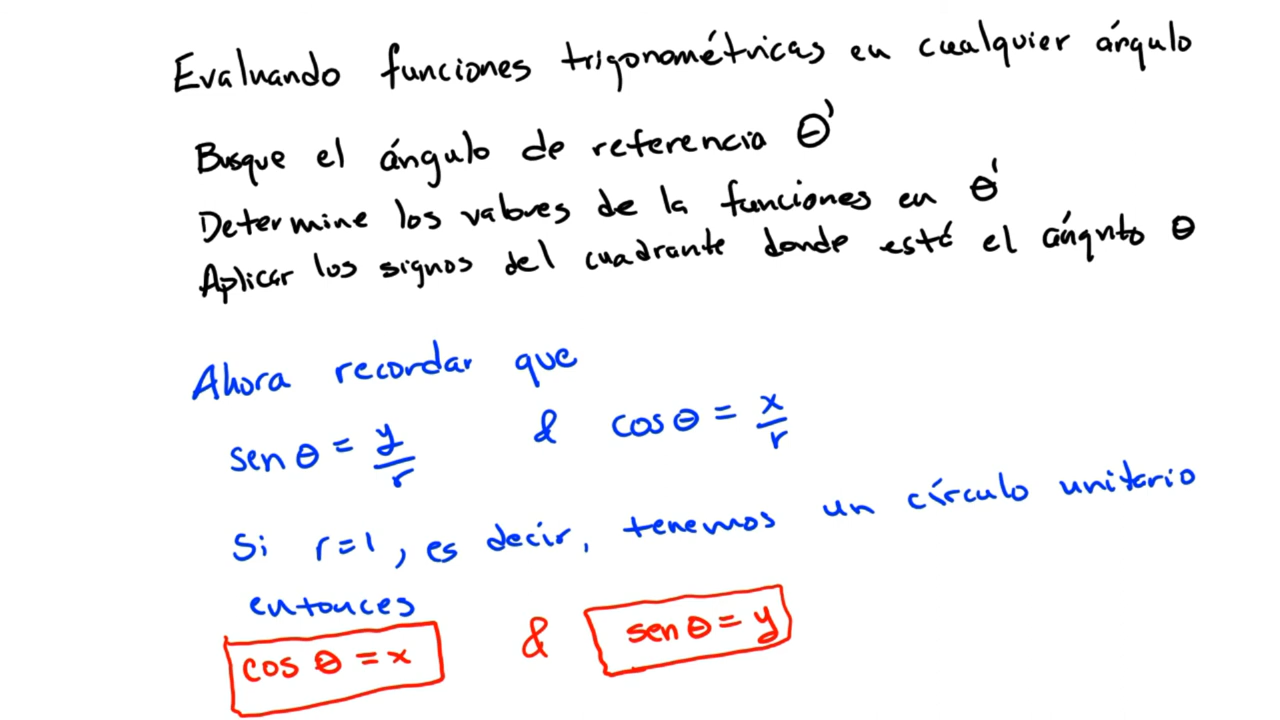 Evaluando funciones trigonométricas en cualquier ángulo
Busque el ángulo de referencia θ'
Determine los valores de la funciones en θ'
Aplicar los signos del cuadrante donde está el ángulo θ
Ahora recordar que
sen θ = y/r & cos θ = x/r
Si r=1, es decir, tenemos un círculo unitario
entonces
cos θ = x & sen θ = y